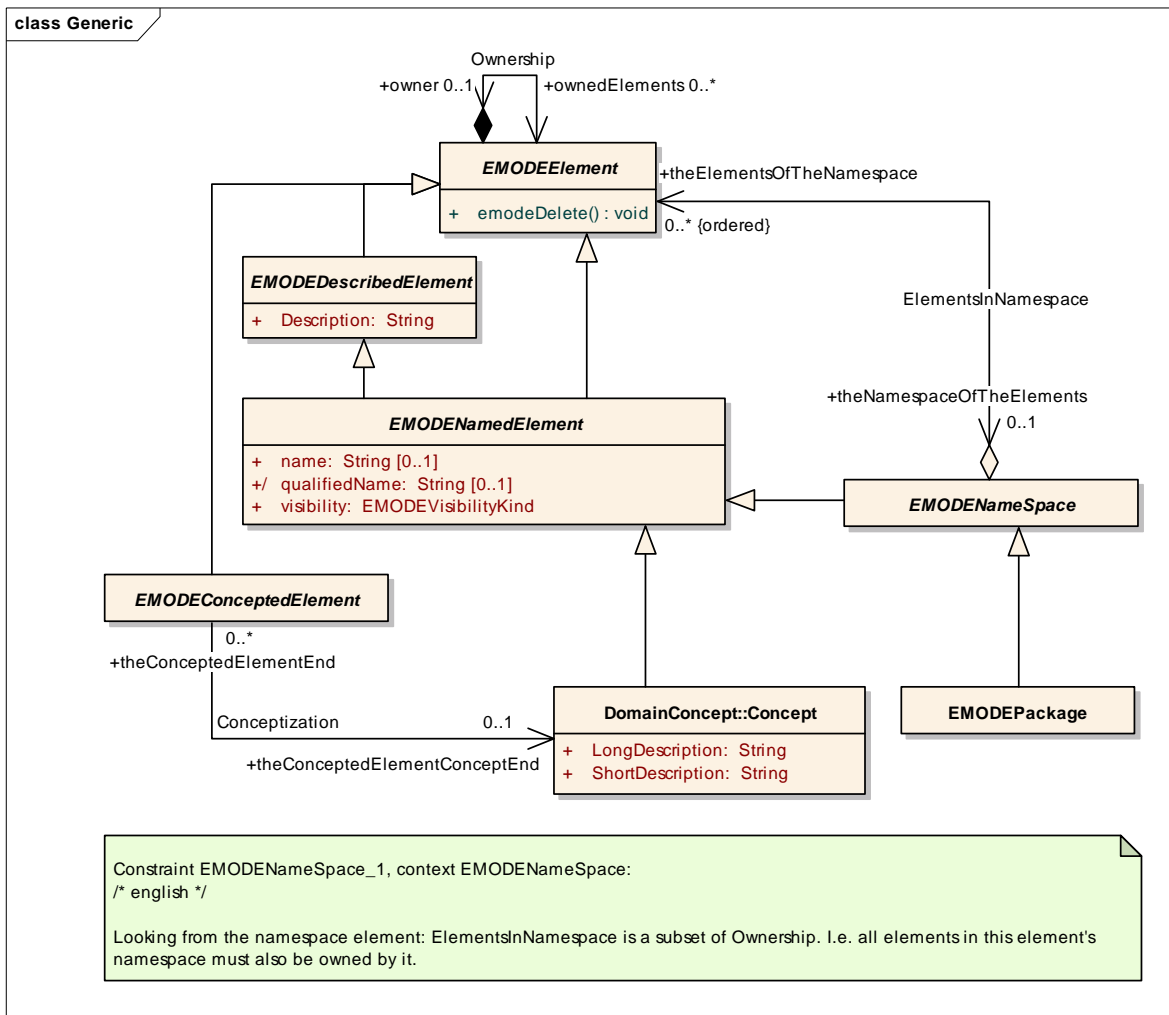 class Generic
Ownership
+owner 0..1
+ownedElements 0..*
EMODEElement
+ emodeDelete() : void
+theElementsOfTheNamespace
0..* {ordered}
EMODEDescribedElement
+ Description: String
ElementsInNamespace
+theNamespaceOfTheElements
0..1
EMODENamedElement
+ name: String [0..1]
+/ qualifiedName: String [0..1]
+ visibility: EMODEVisibilityKind
EMODENameSpace
EMODEConceptedElement
0..*
+theConceptedElementEnd
Conceptization
0..1
+theConceptedElementConceptEnd
DomainConcept::Concept
+ LongDescription: String
+ ShortDescription: String
EMODEPackage
Constraint EMODENameSpace_1, context EMODENameSpace:
/* english */
Looking from the namespace element: ElementsInNamespace is a subset of Ownership. I.e. all elements in this element's
namespace must also be owned by it.